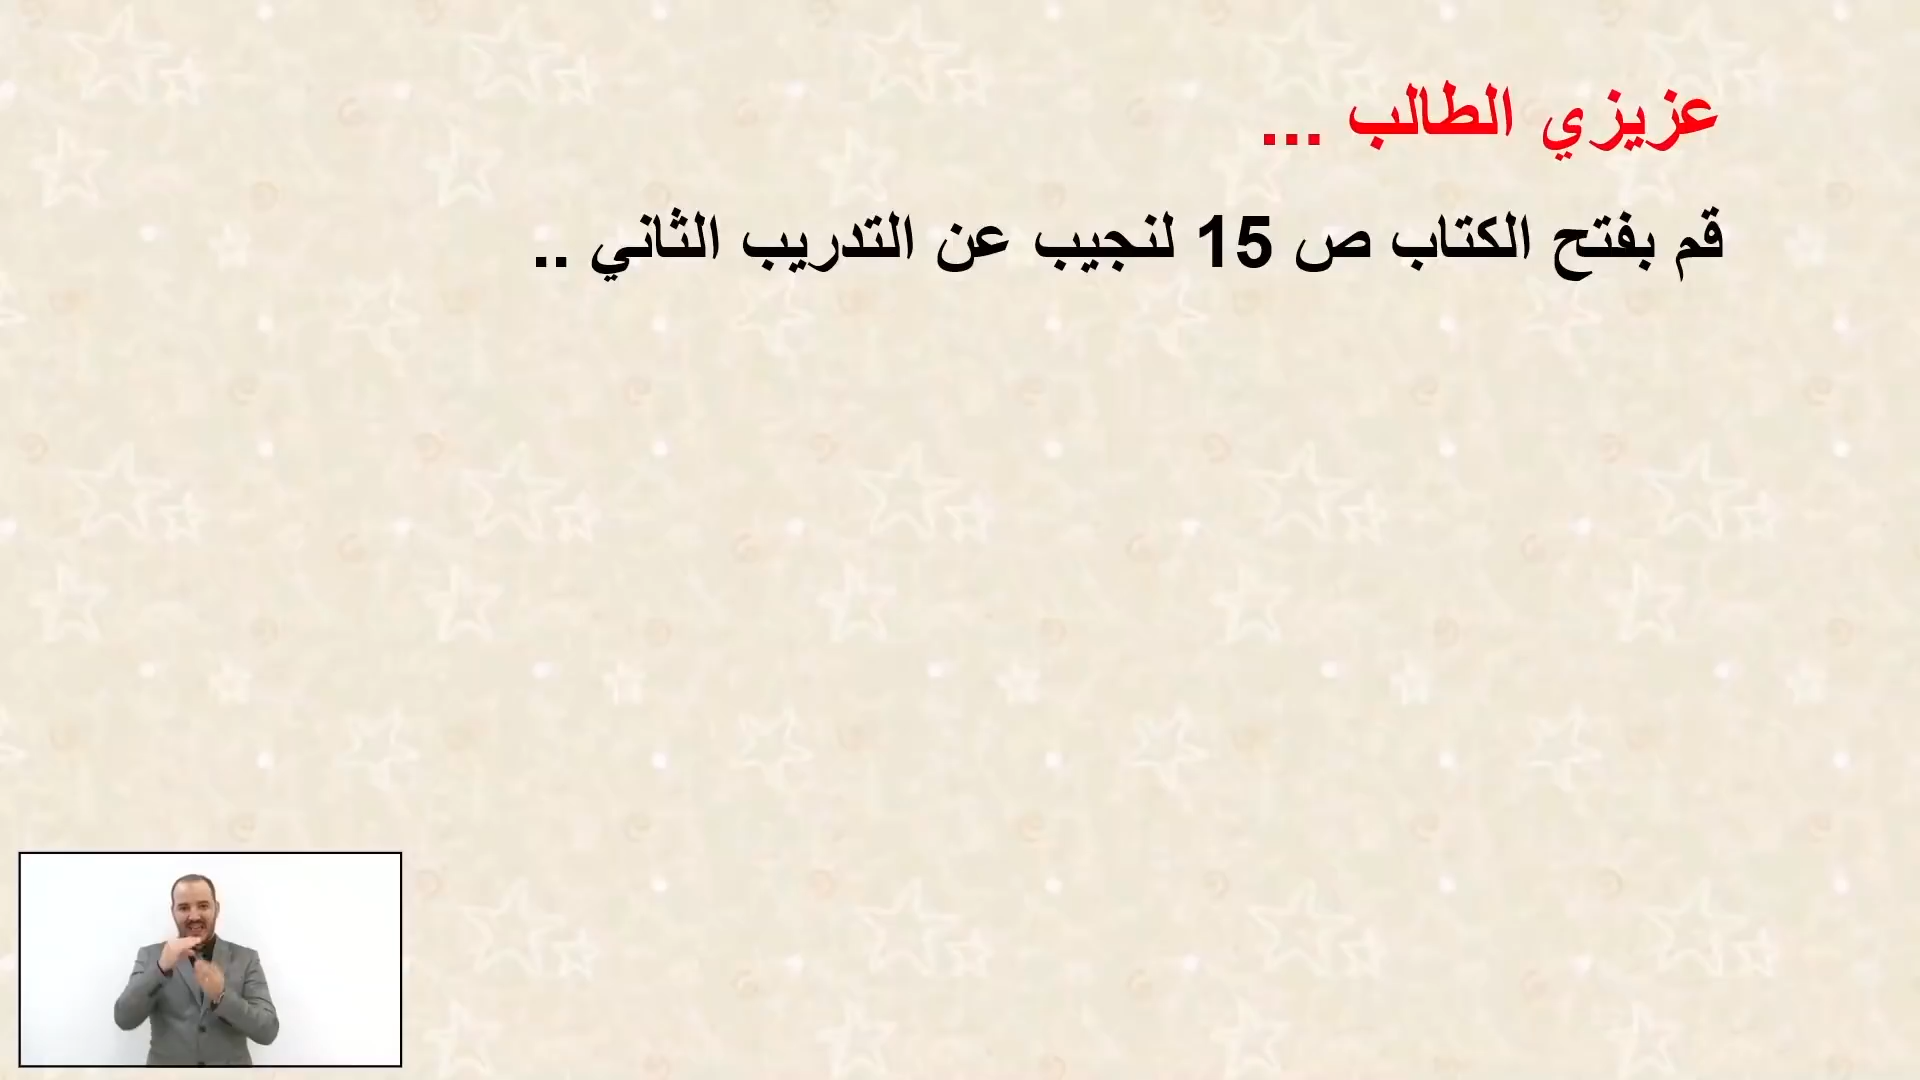 عزيزي الطالب ...
قم بفتح الكتاب ص 15 لنجيب عن التدريب الثاني ..